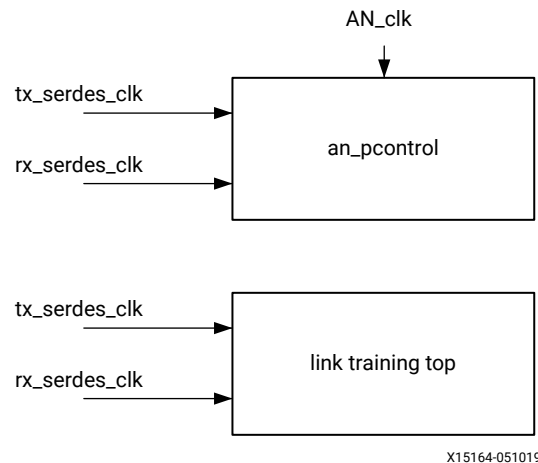 AN_clk
tx_serdes_clk
an_pcontrol
rx_serdes_clk
tx_serdes_clk
link training top
rx_serdes_clk
X15164-051019